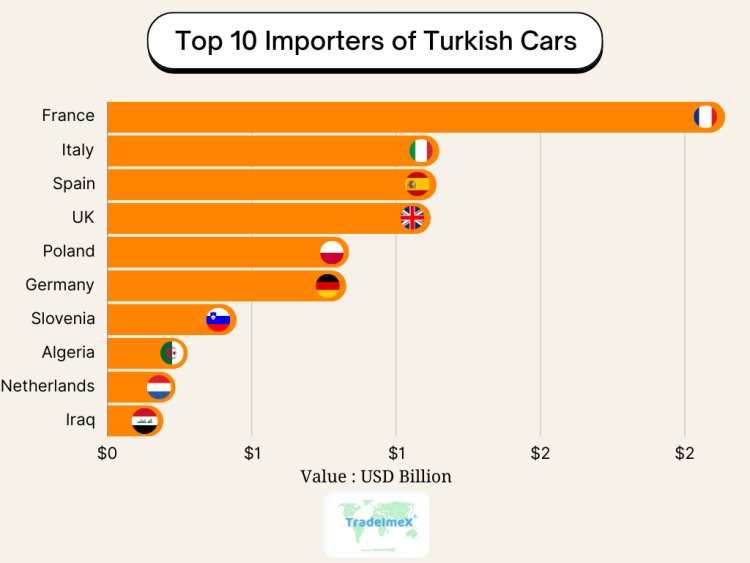 Top 10 Importers of Turkish Cars
France
Italy
Spain
UK
Poland
Germany
Slovenia
Algeria
Netherlands
Iraq
$0 $1 $1 $2 $2
Value : USD Billion
TradeImeX